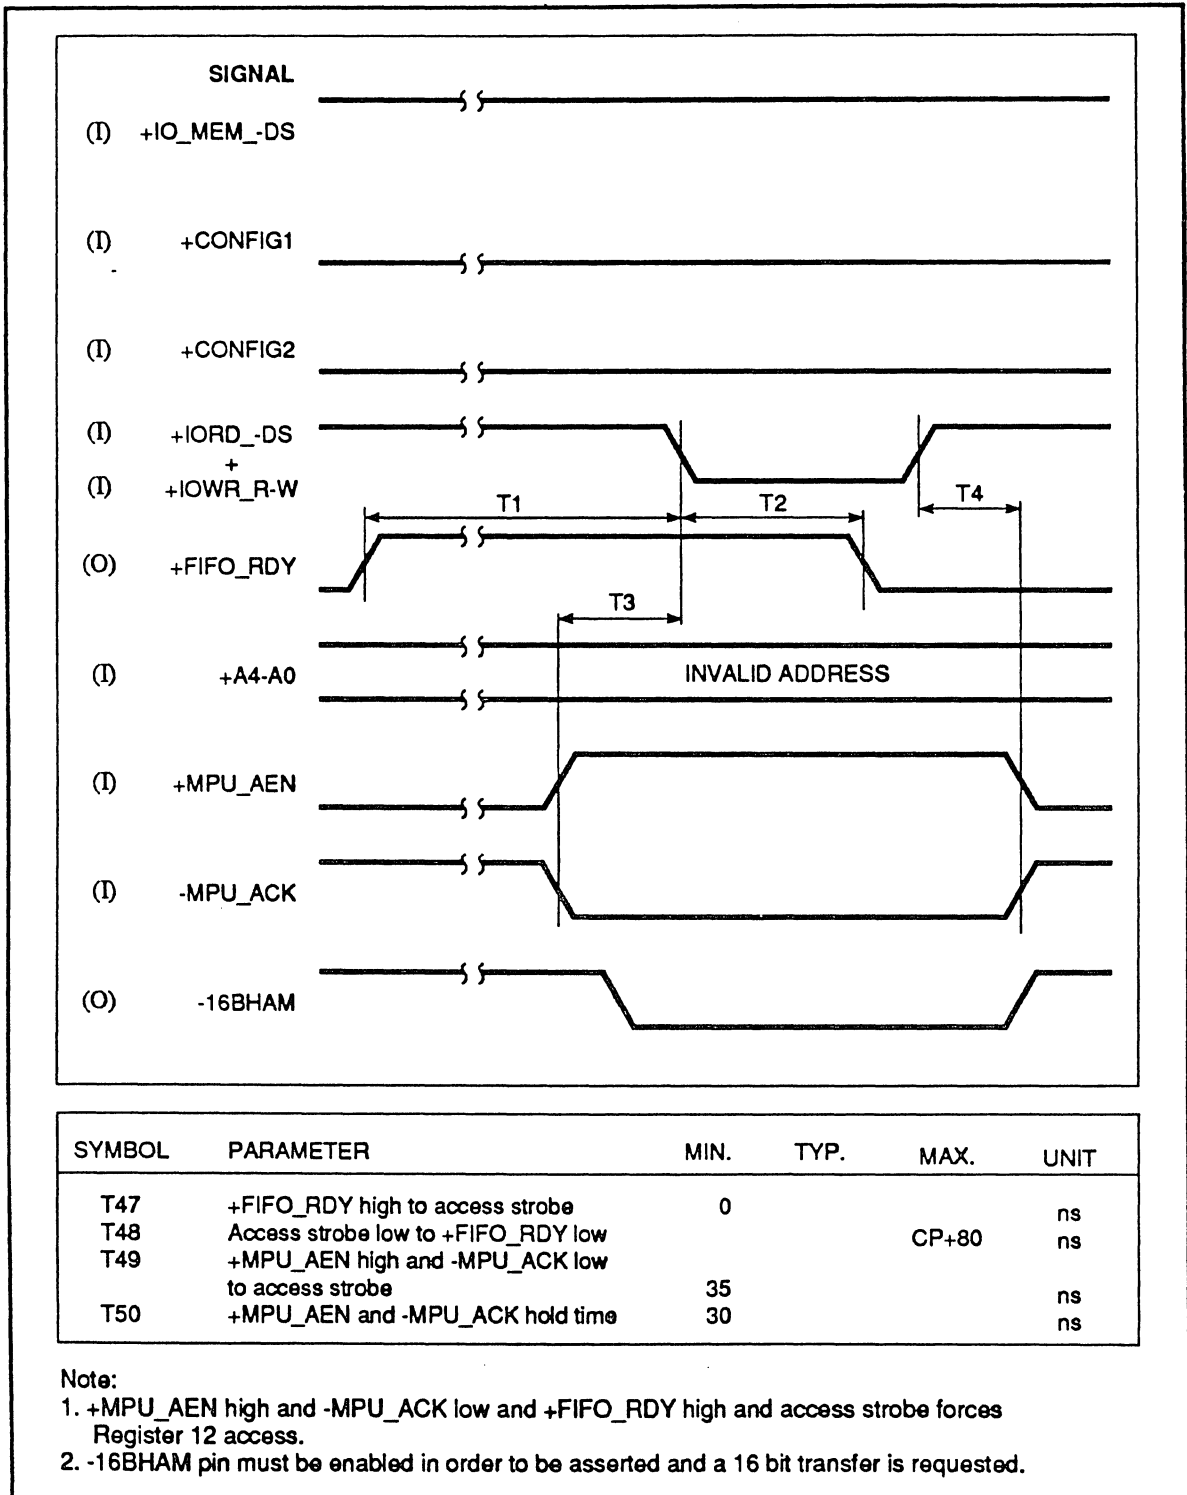 SIGNAL
(I) +IO_MEM_-DS
(I) +CONFIG1
(I) +CONFIG2
(I) +IORD_-DS
+
(I) +IOWR_R-W
T1 T2 T4
(O) +FIFO_RDY
T3
(I) +A4-A0 INVALID ADDRESS
(I) +MPU_AEN
(I) -MPU_ACK
(O) -16BHAM
SYMBOL PARAMETER MIN. TYP. MAX. UNIT
T47 +FIFO_RDY high to access strobe 0 ns
T48 Access strobe low to +FIFO_RDY low CP+80 ns
T49 +MPU_AEN high and -MPU_ACK low
to access strobe 35 ns
T50 +MPU_AEN and -MPU_ACK hold time 30 ns
Note:
1. +MPU_AEN high and -MPU_ACK low and +FIFO_RDY high and access strobe forces
Register 12 access.
2. -16BHAM pin must be enabled in order to be asserted and a 16 bit transfer is requested.